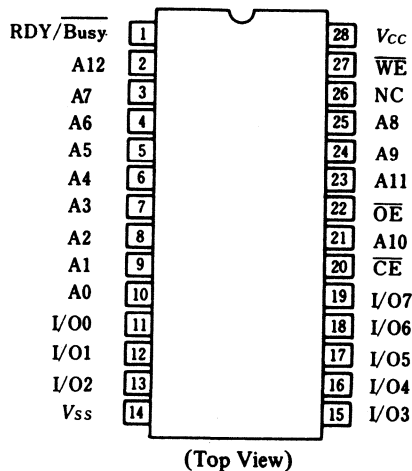 RDY/Busy 1 28 Vcc
A12 2 27 WE
A7 3 26 NC
A6 4 25 A8
A5 5 24 A9
A4 6 23 A11
A3 7 22 OE
A2 8 21 A10
A1 9 20 CE
A0 10 19 I/O7
I/O0 11 18 I/O6
I/O1 12 17 I/O5
I/O2 13 16 I/O4
Vss 14 15 I/O3
(Top View)